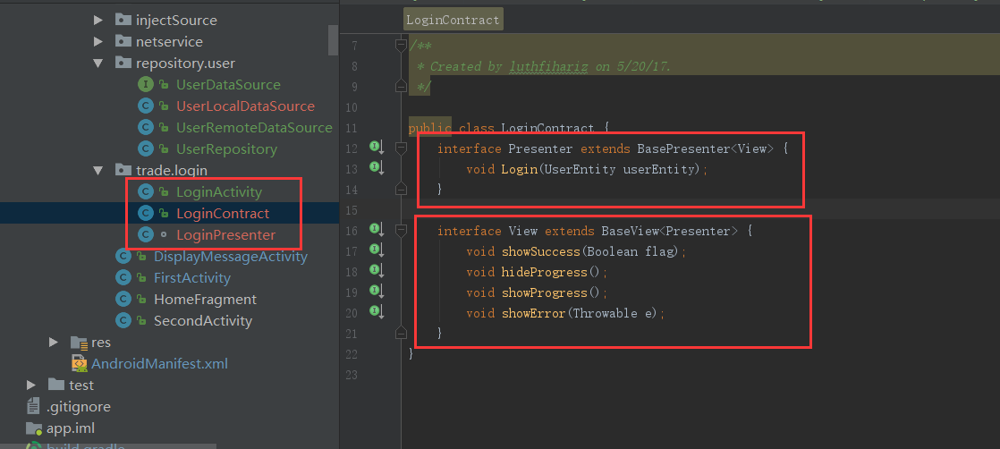 injectSource
netservice
repository.user
UserDataSource
UserLocalDataSource
UserRemoteDataSource
UserRepository
trade.login
LoginActivity
LoginContract
LoginPresenter
DisplayMessageActivity
FirstActivity
HomeFragment
SecondActivity
res
AndroidManifest.xml
test
.gitignore
app.iml
build.gradle
LoginContract
7 /**
8 * Created by luthfihariz on 5/20/17.
9 */
10
11 public class LoginContract {
12 interface Presenter extends BasePresenter<View> {
13 void Login(UserEntity userEntity);
14 }
15
16 interface View extends BaseView<Presenter> {
17 void showSuccess(Boolean flag);
18 void hideProgress();
19 void showProgress();
20 void showError(Throwable e);
21 }
22 }
23